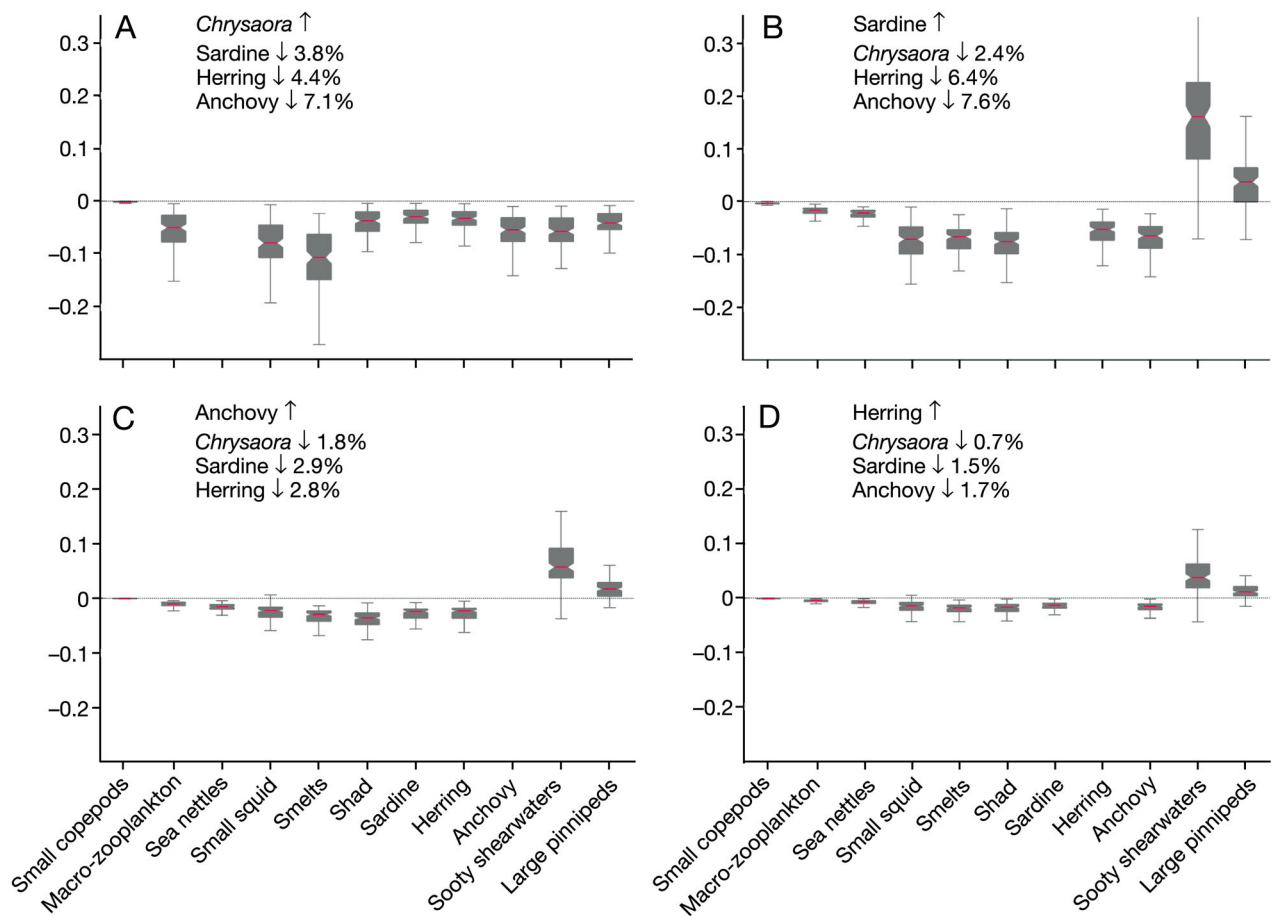 A
Chrysaora ↑
Sardine ↓ 3.8%
Herring ↓ 4.4%
Anchovy ↓ 7.1%
0.3
0.2
0.1
0
–0.1
–0.2
B
Sardine ↑
Chrysaora ↓ 2.4%
Herring ↓ 6.4%
Anchovy ↓ 7.6%
0.3
0.2
0.1
0
–0.1
–0.2
C
Anchovy ↑
Chrysaora ↓ 1.8%
Sardine ↓ 2.9%
Herring ↓ 2.8%
0.3
0.2
0.1
0
–0.1
–0.2
Small copepods
Macro-zooplankton
Sea nettles
Small squid
Smelts
Shad
Sardine
Herring
Anchovy
Sooty shearwaters
Large pinnipeds
D
Herring ↑
Chrysaora ↓ 0.7%
Sardine ↓ 1.5%
Anchovy ↓ 1.7%
0.3
0.2
0.1
0
–0.1
–0.2
Small copepods
Macro-zooplankton
Sea nettles
Small squid
Smelts
Shad
Sardine
Herring
Anchovy
Sooty shearwaters
Large pinnipeds